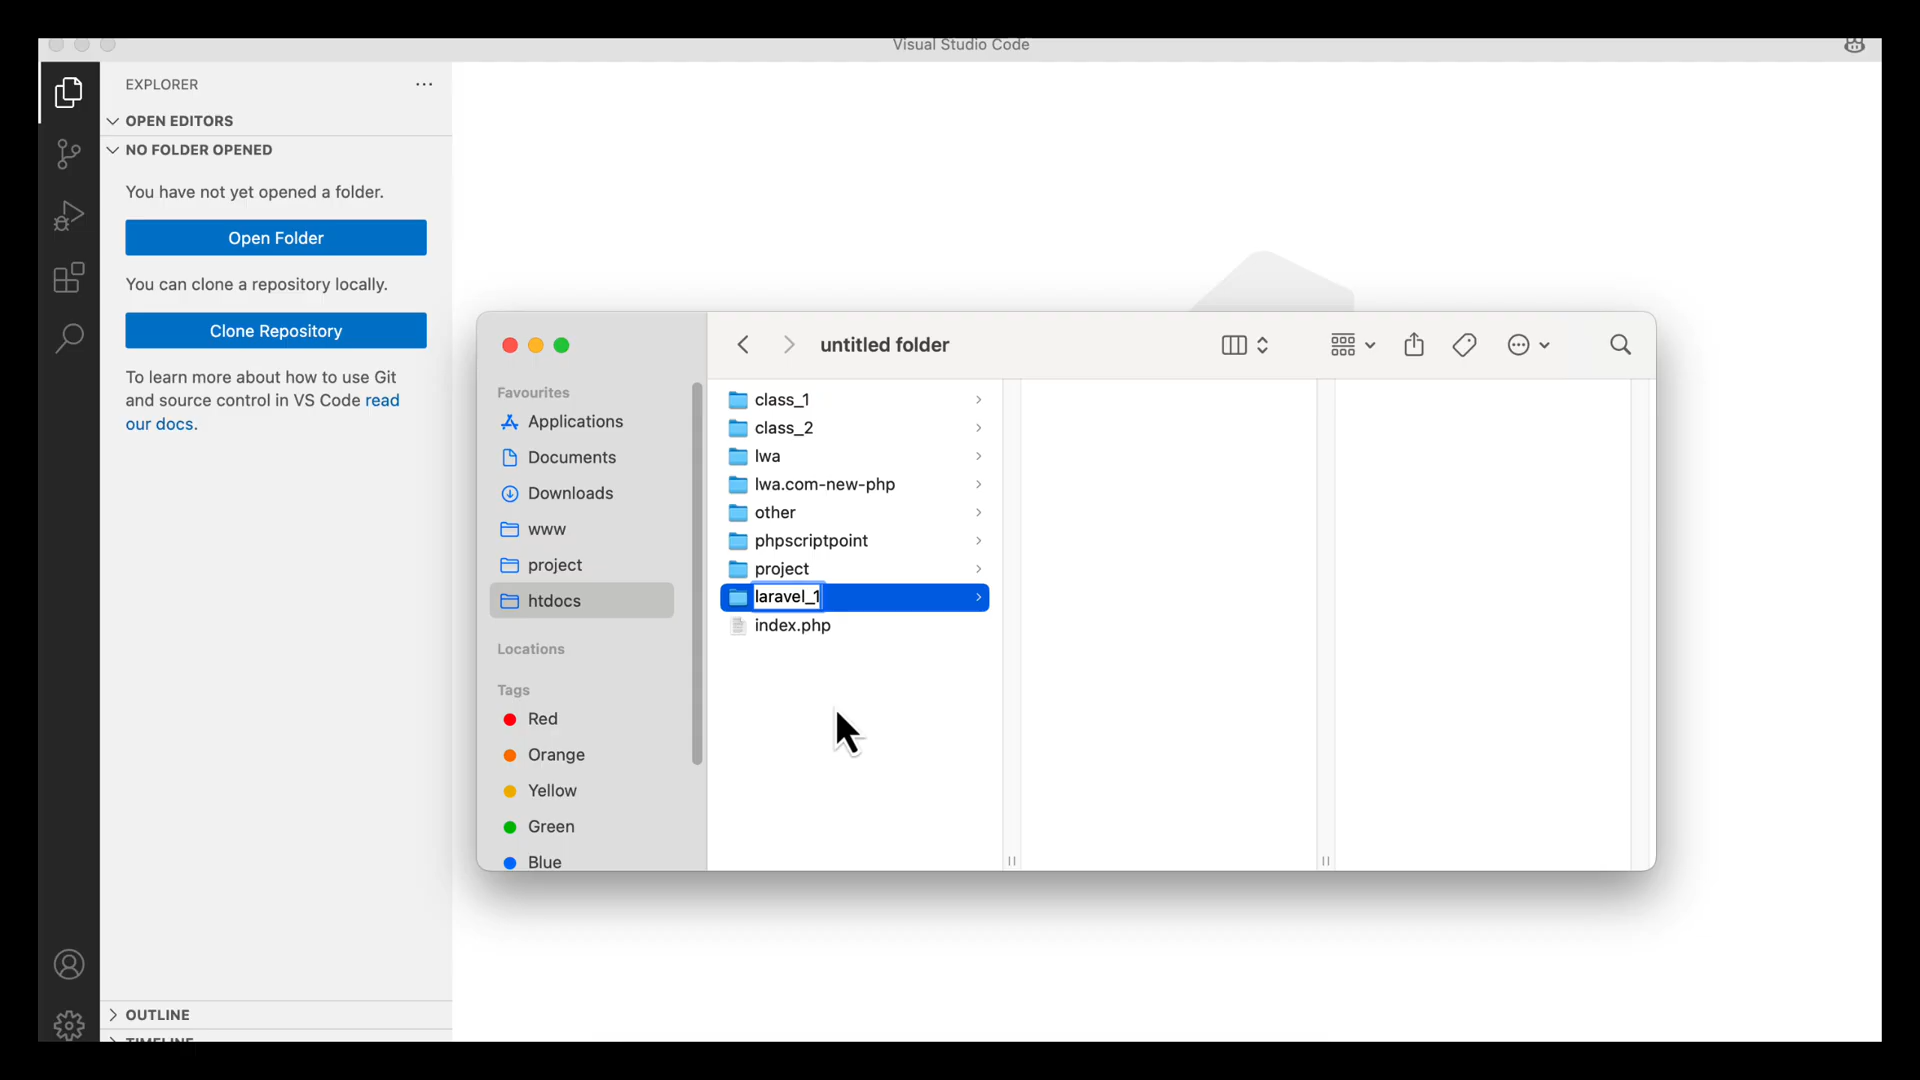 Visual Studio Code
EXPLORER
OPEN EDITORS
NO FOLDER OPENED
You have not yet opened a folder.
Open Folder
You can clone a repository locally.
Clone Repository
To learn more about how to use Git
and source control in VS Code read
our docs.
OUTLINE
TIMELINE
untitled folder
Favourites
Applications
Documents
Downloads
www
project
htdocs
Locations
Tags
Red
Orange
Yellow
Green
Blue
class_1
class_2
lwa
lwa.com-new-php
other
phpscriptpoint
project
laravel_1
index.php